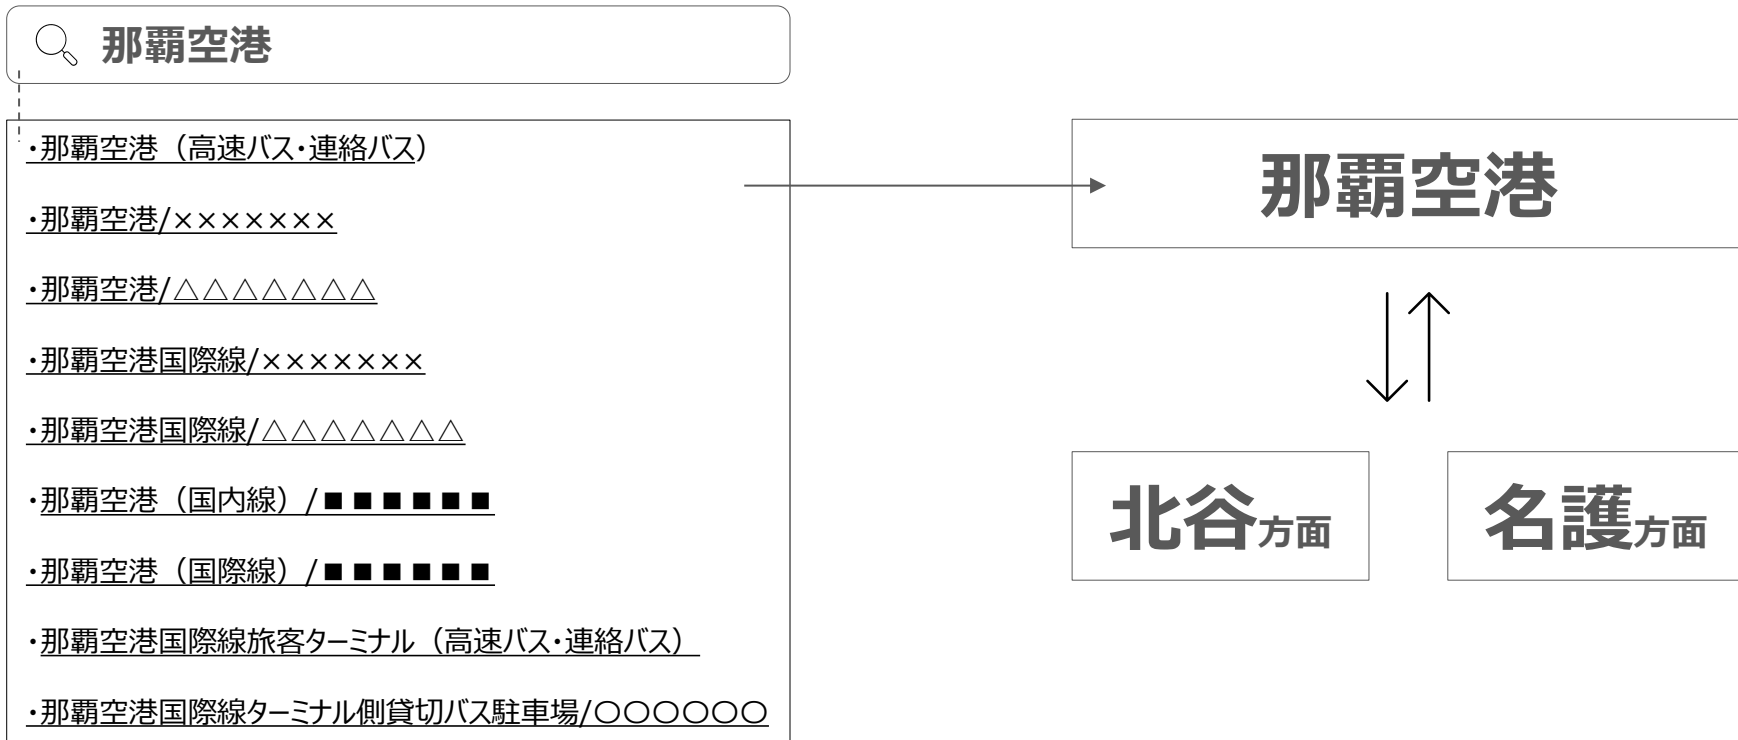 那覇空港
・那覇空港（高速バス・連絡バス）
・那覇空港/×××××××
・那覇空港/△△△△△△△
・那覇空港国際線/×××××××
・那覇空港国際線/△△△△△△△
・那覇空港（国内線）/■■■■■■
・那覇空港（国際線）/■■■■■■
・那覇空港国際線旅客ターミナル（高速バス・連絡バス）
・那覇空港国際線ターミナル側貸切バス駐車場/〇〇〇〇〇〇
那覇空港
北谷方面
名護方面